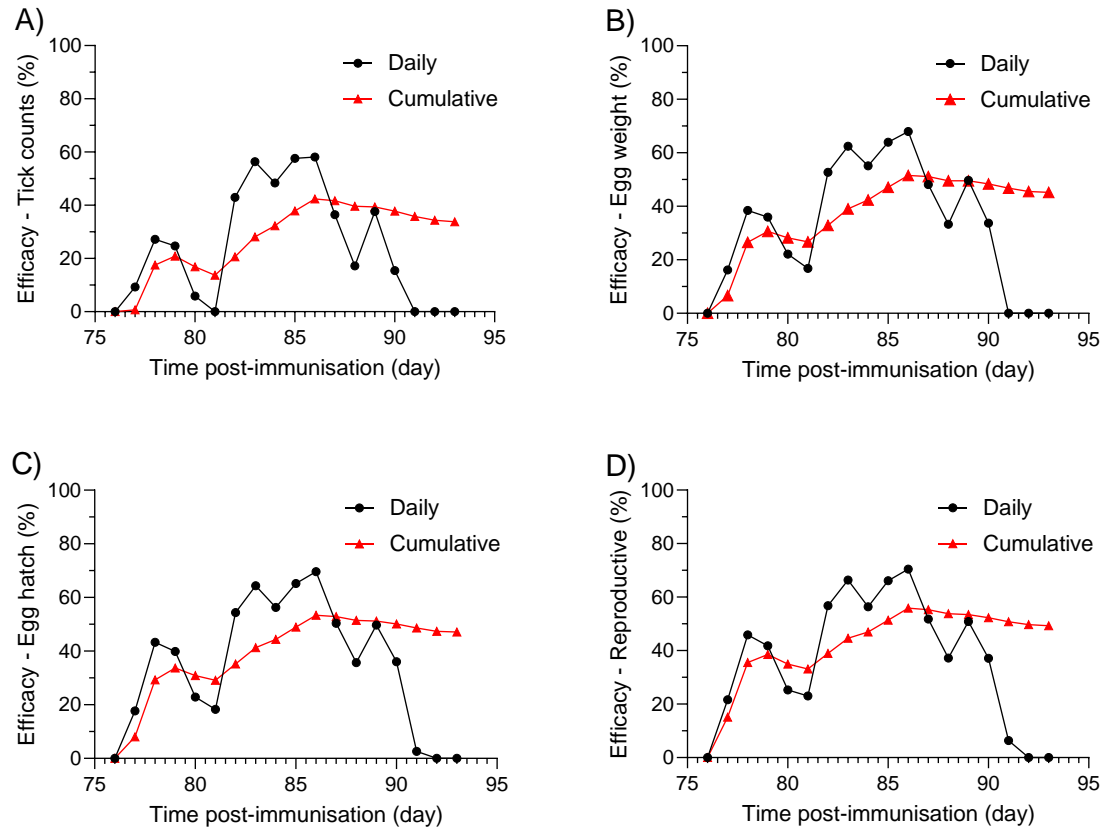 A)
Efficacy - Tick counts (%)
100
80
60
40
20
0
75
80
85
90
95
Time post-immunisation (day)
Daily
Cumulative
B)
Efficacy - Egg weight (%)
100
80
60
40
20
0
75
80
85
90
95
Time post-immunisation (day)
Daily
Cumulative
C)
Efficacy - Egg hatch (%)
100
80
60
40
20
0
75
80
85
90
95
Time post-immunisation (day)
Daily
Cumulative
D)
Efficacy - Reproductive (%)
100
80
60
40
20
0
75
80
85
90
95
Time post-immunisation (day)
Daily
Cumulative